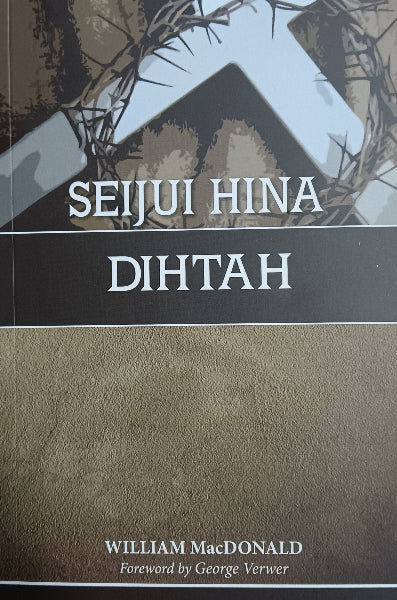 SEIJUI HINA
DIHTAH
WILLIAM MacDONALD
Foreword by George Verwer